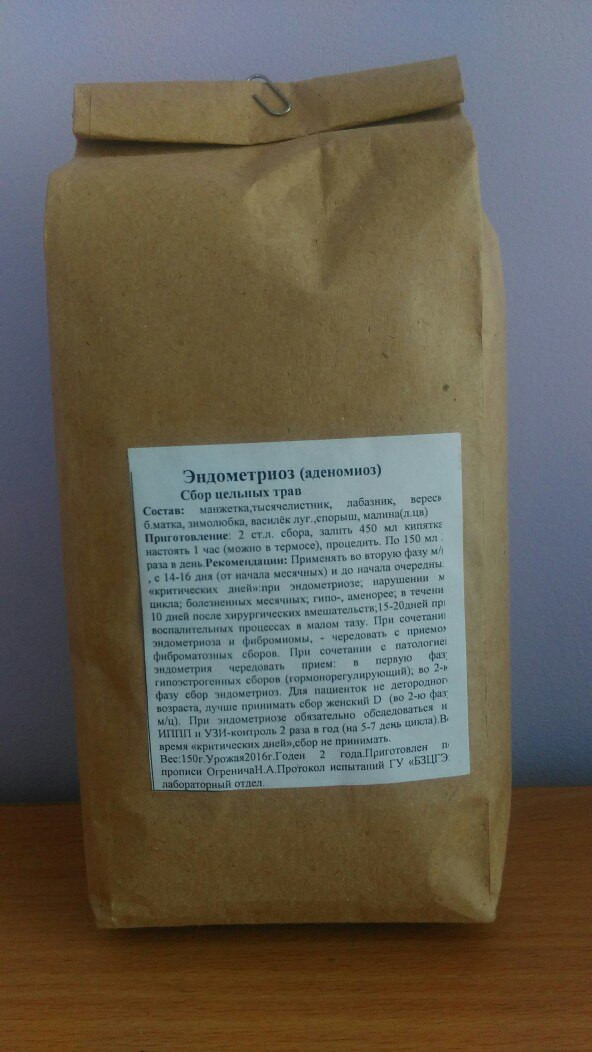 Эндометриоз (аденомиоз)
Сбор цельных трав
Состав: манжетка,тысячелистник, лабазник, вереск
б.матка, зимолюбка, василёк луг.,спорыш, малина(л.цв)
Приготовление: 2 ст.л. сбора, залить 450 мл кипятка
настоять 1 час (можно в термосе), процедить. По 150 мл
раза в день.Рекомендации: Применять во вторую фазу м/
, с 14-16 дня (от начала месячных) и до начала очередны
«критических дней»:при эндометриозе; нарушении м
цикла; болезненных месячных; гипо-, аменорее; в течени
10 дней после хирургических вмешательств;15-20дней пр
воспалительных процессах в малом тазу. При сочетани
эндометриоза и фибромиомы, - чередовать с приемо
фиброматозных сборов. При сочетании с патологие
эндометрия чередовать прием: в первую фаз
гипоэстрогенных сборов (гормонорегулирующий); во 2-
фазу сбор эндометриоз. Для пациенток не детородног
возраста, лучше принимать сбор женский D (во 2-ю фаз
м/ц). При эндометриозе обязательно обследоваться н
ИППП и УЗИ-контроль 2 раза в год (на 5-7 день цикла).В
время «критических дней»,сбор не принимать.
Вес:150г.Урожая2016г.Годен 2 года.Приготовлен п
прописи ОгреничаН.А.Протокол испытаний ГУ «БЗЦГЭ
лабораторный отдел.